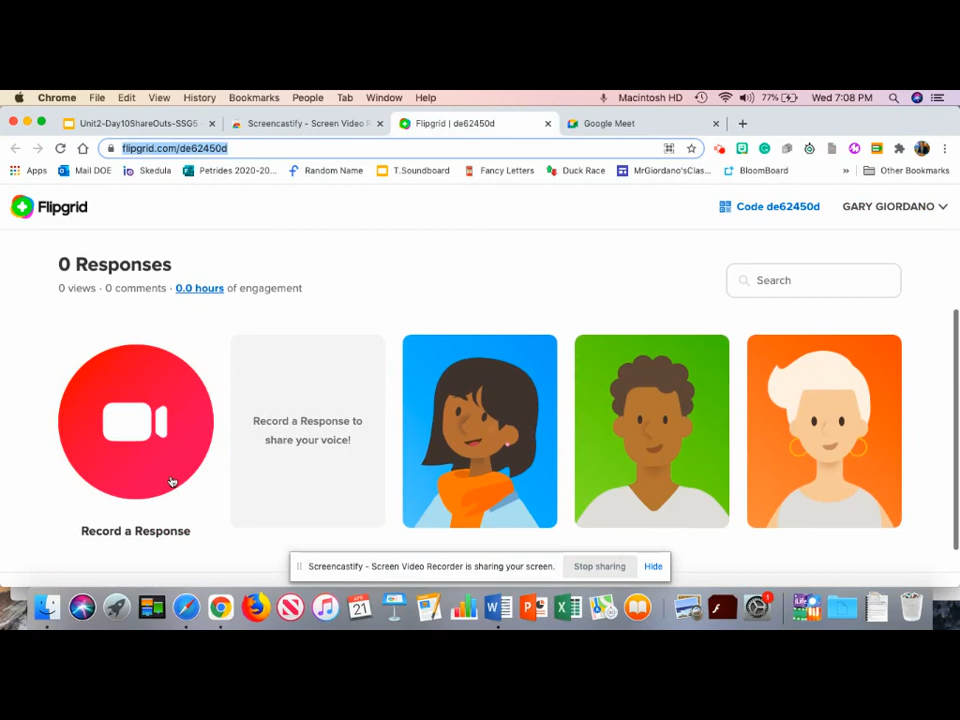 Chrome File Edit View History Bookmarks People Tab Window Help Macintosh HD 77% Wed 7:08 PM
Unit2-Day10ShareOuts-SSG5 Screencastify - Screen Video R Flipgrid | de62450d Google Meet
flipgrid.com/de62450d
Apps Mail DOE Skedula Petrides 2020-20... Random Name T.Soundboard Fancy Letters Duck Race MrGiordano'sClas... BloomBoard » Other Bookmarks
Flipgrid Code de62450d GARY GIORDANO
0 Responses
0 views · 0 comments · 0.0 hours of engagement
Search
Record a Response to
share your voice!
Record a Response
Screencastify - Screen Video Recorder is sharing your screen. Stop sharing Hide
APR
21
1